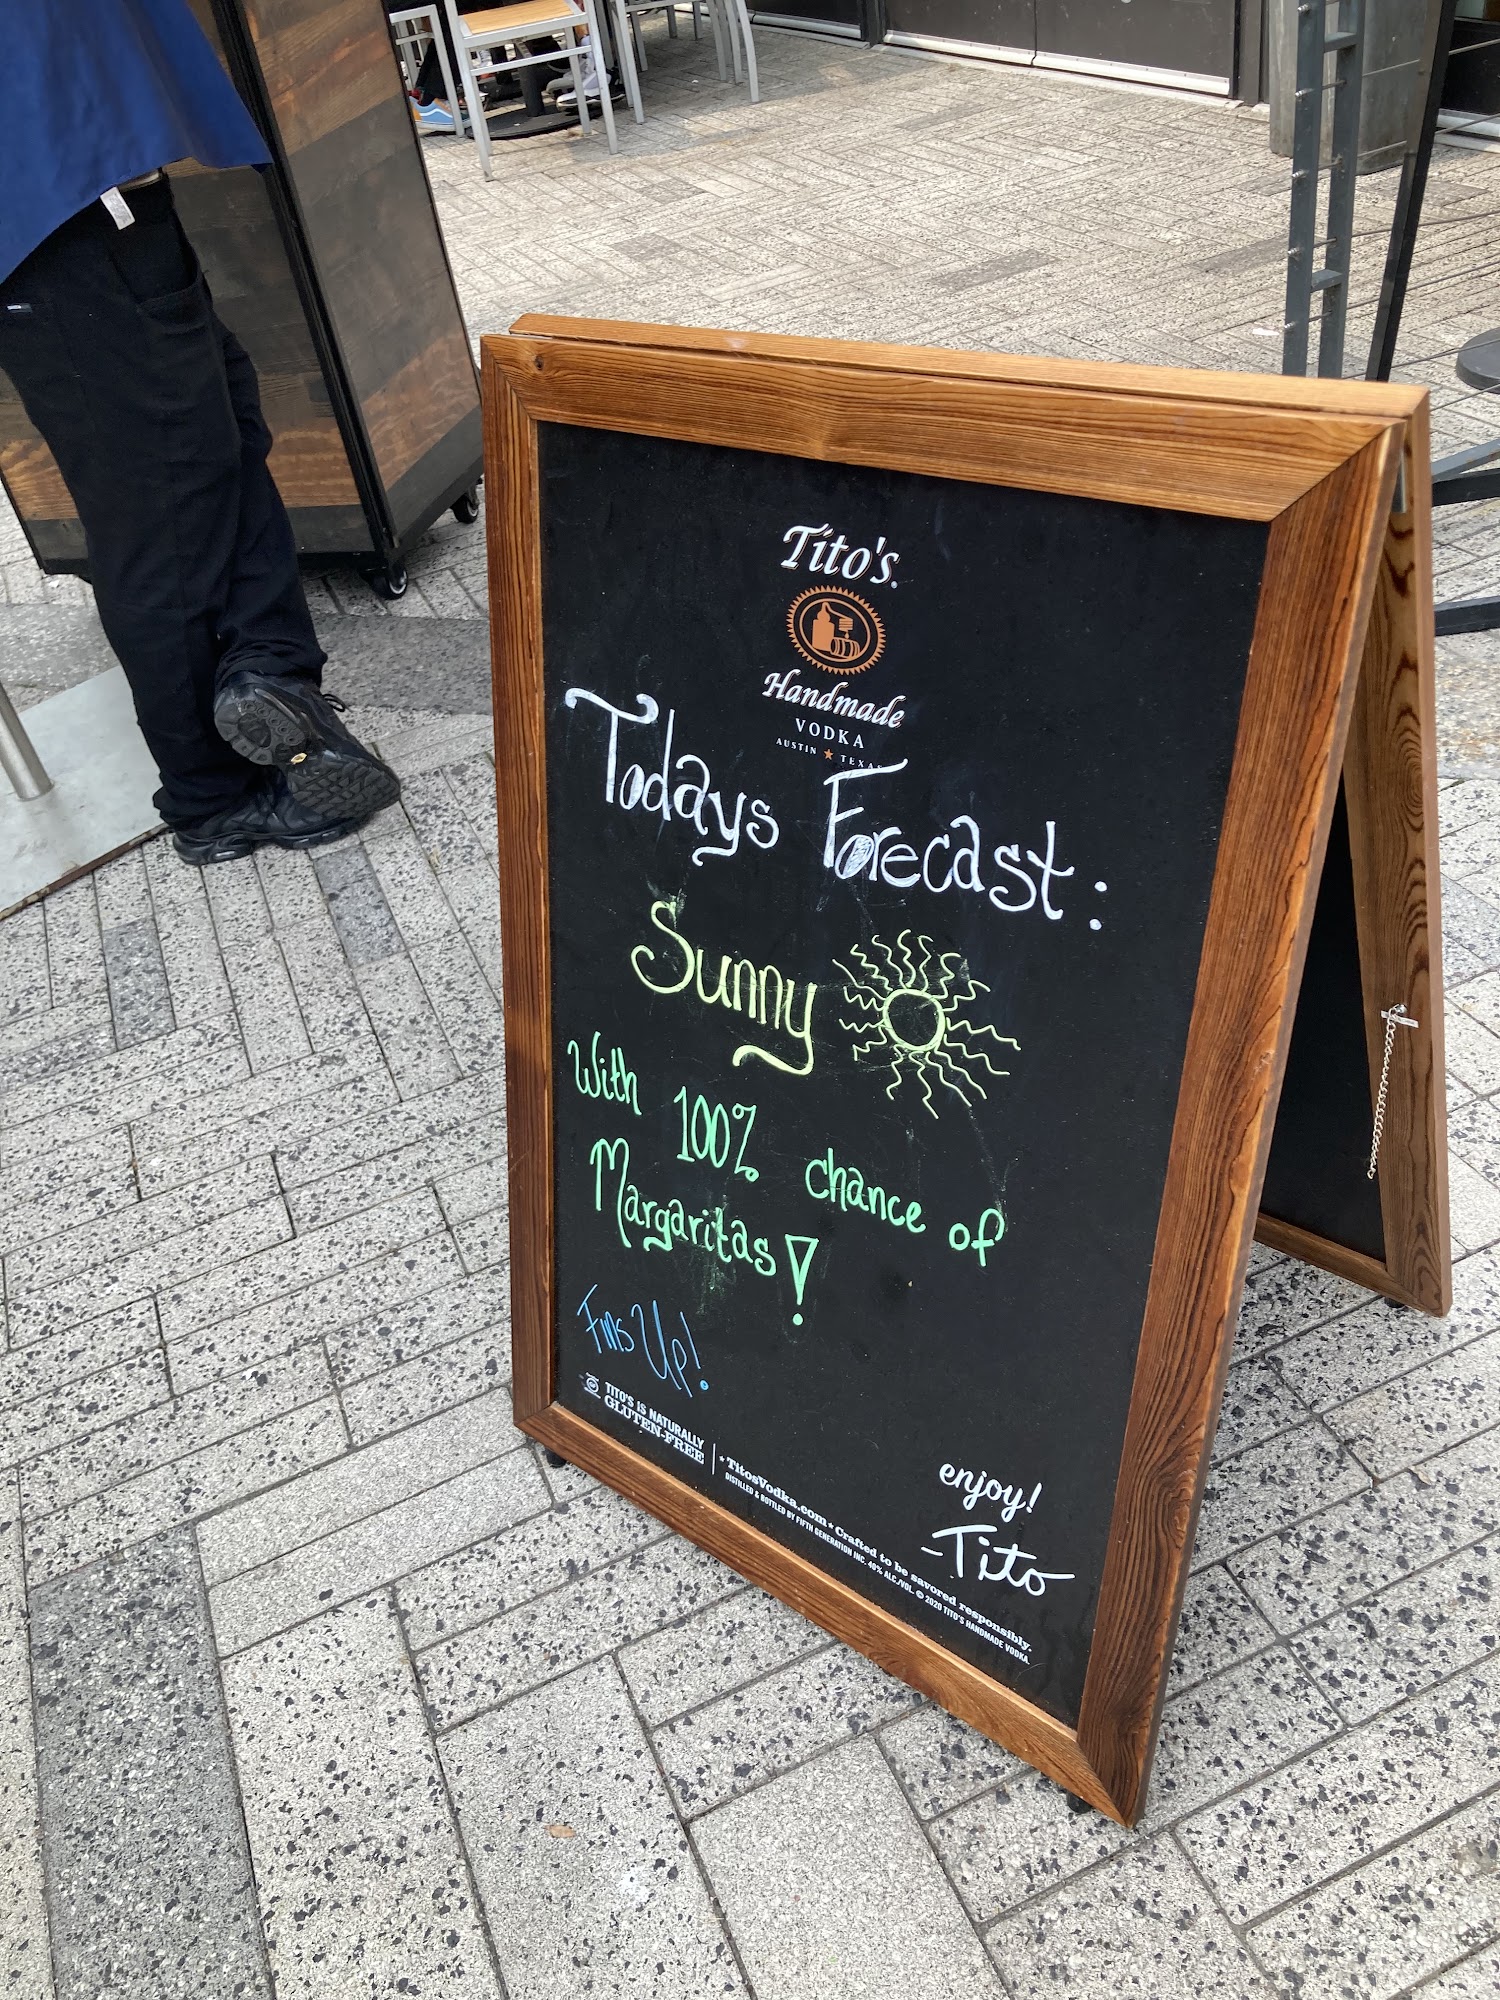 Tito's
Handmade
VODKA
AUSTIN ★ TEXAS
Todays Forecast:
Sunny
With 100% chance of
Margaritas!
Fins Up!
TITO'S IS NATURALLY
GLUTEN-FREE
★ TitosVodka.com ★ Crafted to be savored responsibly.
DISTILLED & BOTTLED BY FIFTH GENERATION INC. 40% ALC./VOL. © 2020 TITO'S HANDMADE VODKA.
enjoy!
-Tito